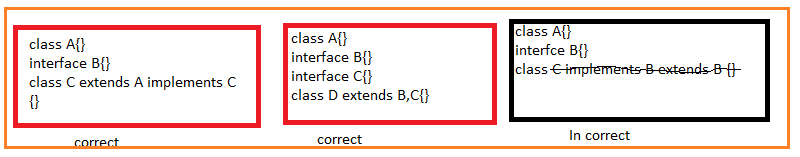 class A{}
interface B{}
class C extends A implements C
{}
correct
class A{}
interface B{}
interface C{}
class D extends B,C{}
correct
class A{}
interfce B{}
class C implements B extends B {}
In correct